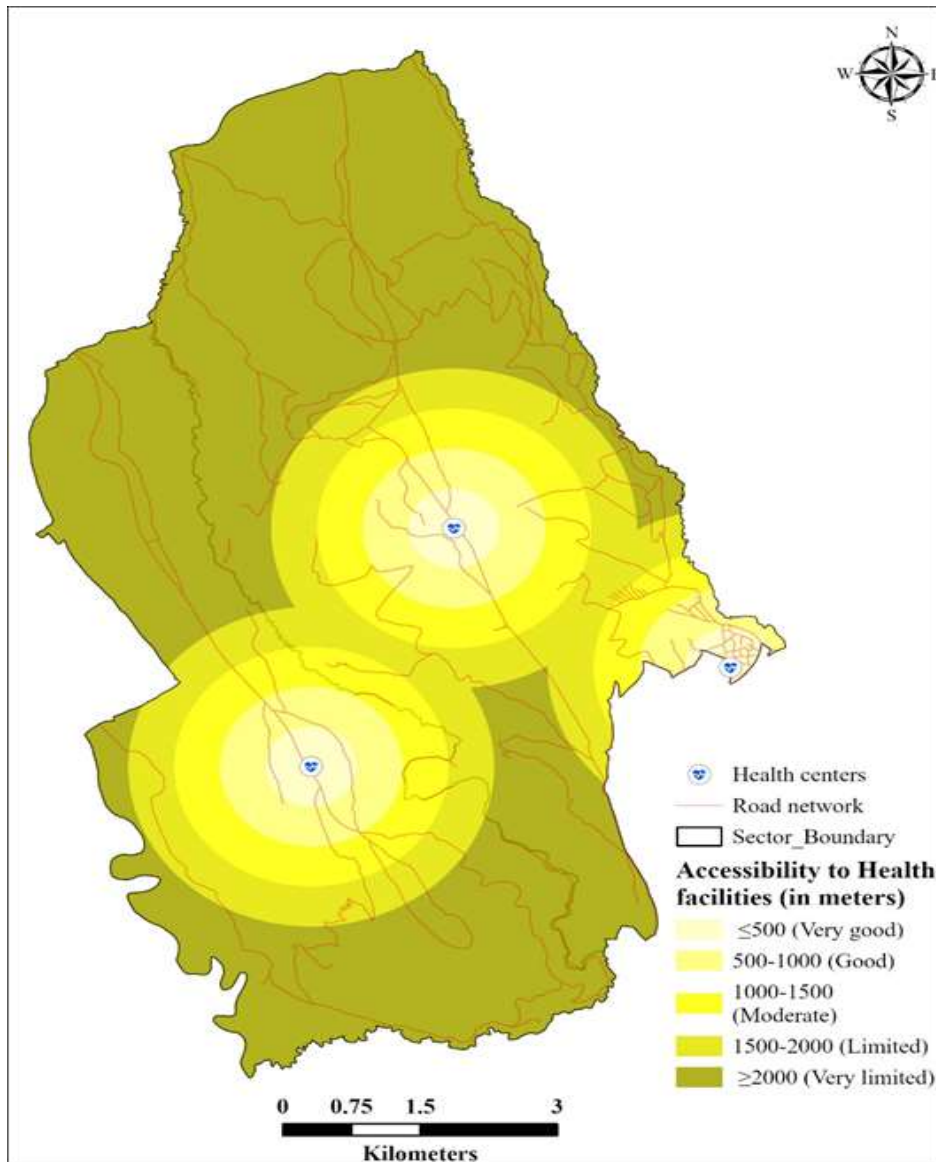 N
W
S
Health centers
Road network
Sector_Boundary
Accessibility to Health
facilities (in meters)
≤500 (Very good)
500-1000 (Good)
1000-1500
(Moderate)
1500-2000 (Limited)
≥2000 (Very limited)
0 0.75 1.5 3
Kilometers